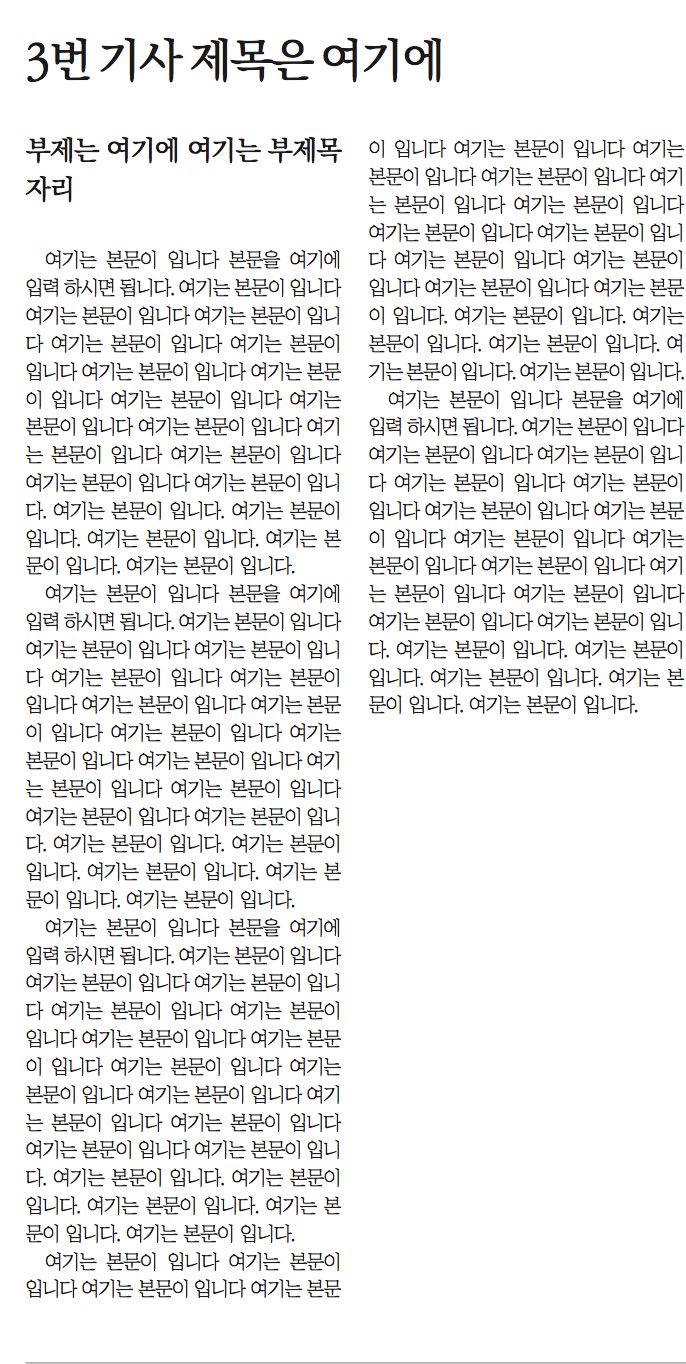 3번 기사 제목은 여기에
부제는 여기에 여기는 부제목
자리
여기는 본문이 입니다 본문을 여기에
입력 하시면 됩니다. 여기는 본문이 입니다
여기는 본문이 입니다 여기는 본문이 입니
다 여기는 본문이 입니다 여기는 본문이
입니다 여기는 본문이 입니다 여기는 본문
이 입니다 여기는 본문이 입니다 여기는
본문이 입니다 여기는 본문이 입니다 여기
는 본문이 입니다 여기는 본문이 입니다
여기는 본문이 입니다 여기는 본문이 입니
다. 여기는 본문이 입니다. 여기는 본문이
입니다. 여기는 본문이 입니다. 여기는 본
문이 입니다. 여기는 본문이 입니다.
여기는 본문이 입니다 본문을 여기에
입력 하시면 됩니다. 여기는 본문이 입니다
여기는 본문이 입니다 여기는 본문이 입니
다 여기는 본문이 입니다 여기는 본문이
입니다 여기는 본문이 입니다 여기는 본문
이 입니다 여기는 본문이 입니다 여기는
본문이 입니다 여기는 본문이 입니다 여기
는 본문이 입니다 여기는 본문이 입니다
여기는 본문이 입니다 여기는 본문이 입니
다. 여기는 본문이 입니다. 여기는 본문이
입니다. 여기는 본문이 입니다. 여기는 본
문이 입니다. 여기는 본문이 입니다.
여기는 본문이 입니다 본문을 여기에
입력 하시면 됩니다. 여기는 본문이 입니다
여기는 본문이 입니다 여기는 본문이 입니
다 여기는 본문이 입니다 여기는 본문이
입니다 여기는 본문이 입니다 여기는 본문
이 입니다 여기는 본문이 입니다 여기는
본문이 입니다 여기는 본문이 입니다 여기
는 본문이 입니다 여기는 본문이 입니다
여기는 본문이 입니다 여기는 본문이 입니
다. 여기는 본문이 입니다. 여기는 본문이
입니다. 여기는 본문이 입니다. 여기는 본
문이 입니다. 여기는 본문이 입니다.
여기는 본문이 입니다 여기는 본문이
입니다 여기는 본문이 입니다 여기는 본문
이 입니다 여기는 본문이 입니다 여기는
본문이 입니다 여기는 본문이 입니다 여기
는 본문이 입니다 여기는 본문이 입니다
여기는 본문이 입니다 여기는 본문이 입니
다 여기는 본문이 입니다 여기는 본문이
입니다 여기는 본문이 입니다 여기는 본문
이 입니다. 여기는 본문이 입니다. 여기는
본문이 입니다. 여기는 본문이 입니다. 여
기는 본문이 입니다. 여기는 본문이 입니다.
여기는 본문이 입니다 본문을 여기에
입력 하시면 됩니다. 여기는 본문이 입니다
여기는 본문이 입니다 여기는 본문이 입니
다 여기는 본문이 입니다 여기는 본문이
입니다 여기는 본문이 입니다 여기는 본문
이 입니다 여기는 본문이 입니다 여기는
본문이 입니다 여기는 본문이 입니다 여기
는 본문이 입니다 여기는 본문이 입니다
여기는 본문이 입니다 여기는 본문이 입니
다. 여기는 본문이 입니다. 여기는 본문이
입니다. 여기는 본문이 입니다. 여기는 본
문이 입니다. 여기는 본문이 입니다.